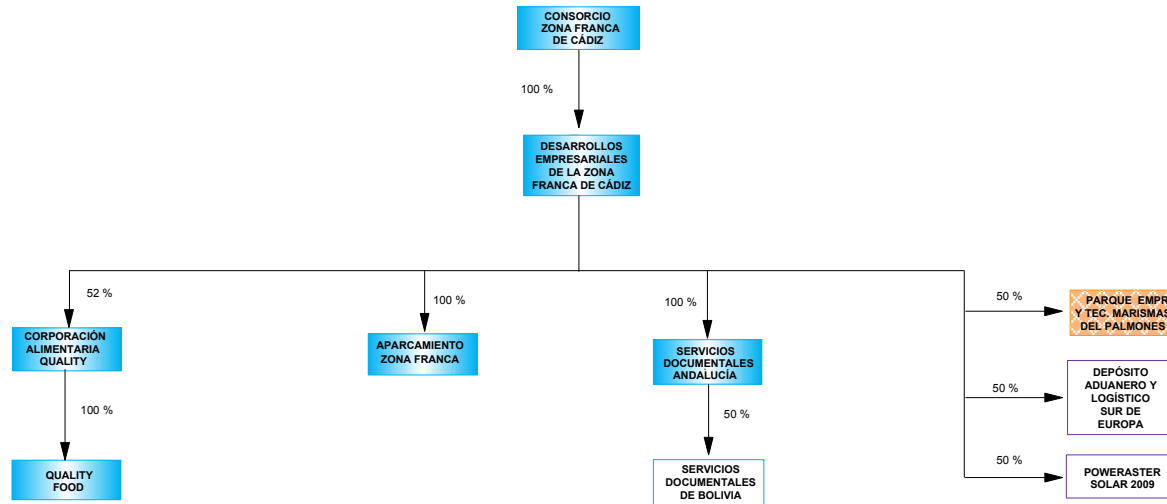 CONSORCIO
ZONA FRANCA
DE CÁDIZ
100 %
DESARROLLOS
EMPRESARIALES
DE LA ZONA
FRANCA DE CÁDIZ
52 %
100 %
100 %
50 %
CORPORACIÓN
ALIMENTARIA
QUALITY
APARCAMIENTO
ZONA FRANCA
SERVICIOS
DOCUMENTALES
ANDALUCÍA
PARQUE EMPR
Y TEC. MARISMAS
DEL PALMONES
100 %
50 %
50 %
DEPÓSITO
ADUANERO Y
LOGÍSTICO
SUR DE
EUROPA
QUALITY
FOOD
SERVICIOS
DOCUMENTALES
DE BOLIVIA
50 %
POWERASTER
SOLAR 2009